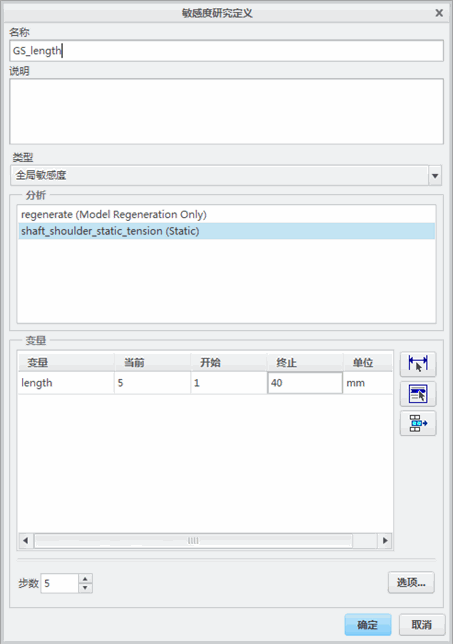 敏感度研究定义
名称
GS_length
说明
类型
全局敏感度
分析
regenerate (Model Regeneration Only)
shaft_shoulder_static_tension (Static)
变量
变量 当前 开始 终止 单位
length 5 1 40 mm
步数 5 选项...
确定 取消